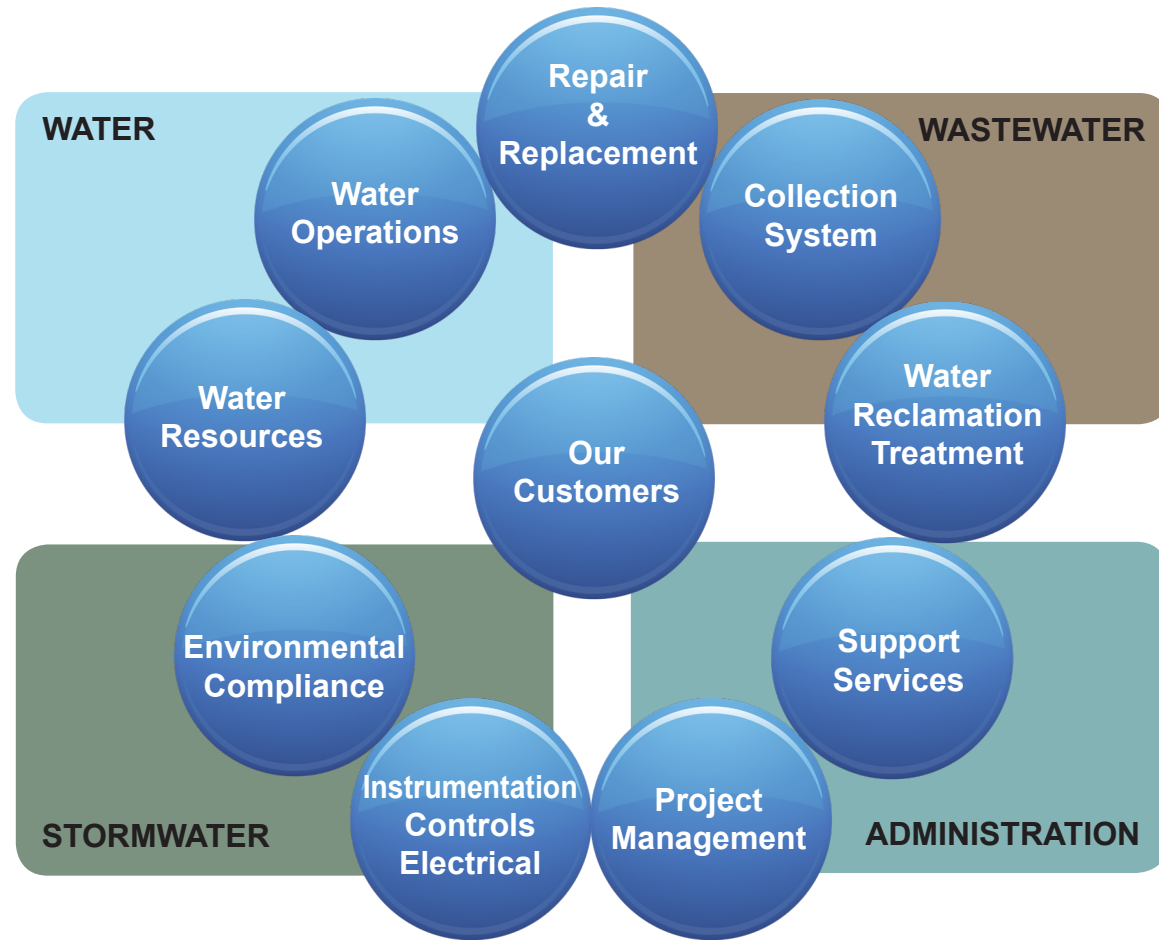 Repair
&
Replacement
WATER
WASTEWATER
Water
Operations
Collection
System
Water
Resources
Water
Reclamation
Treatment
Our
Customers
Environmental
Compliance
Support
Services
Instrumentation
Controls
Electrical
Project
Management
STORMWATER
ADMINISTRATION